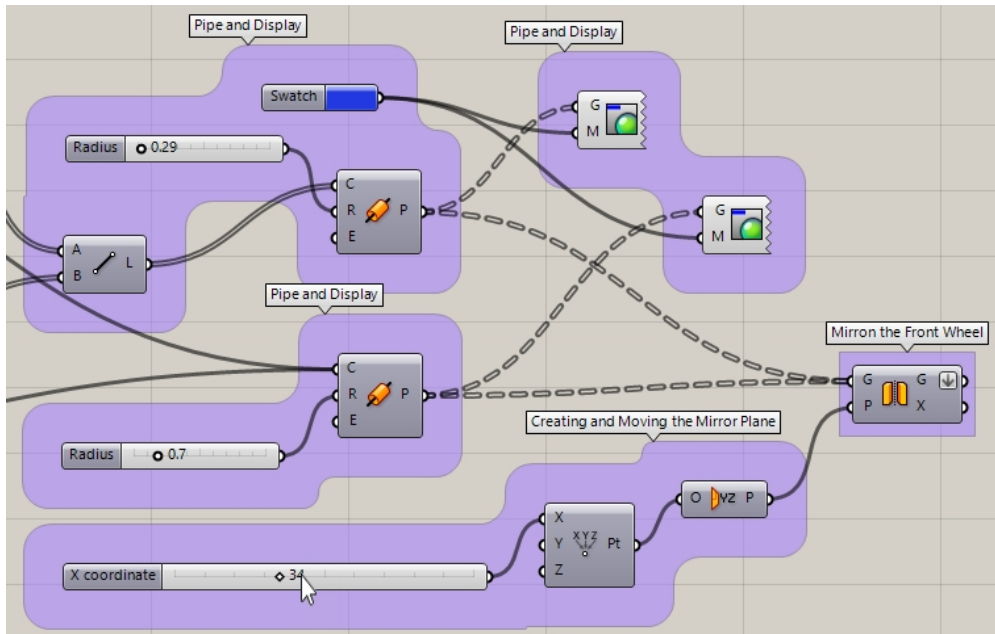 Pipe and Display
Pipe and Display
Swatch
G
M
Radius 0.29
C
R P
E
G
M
A
B L
Pipe and Display
Mirron the Front Wheel
C
R P
E
G G
P X
Creating and Moving the Mirror Plane
Radius 0.7
O YZ P
X
Y XYZ Pt
Z
X coordinate 34